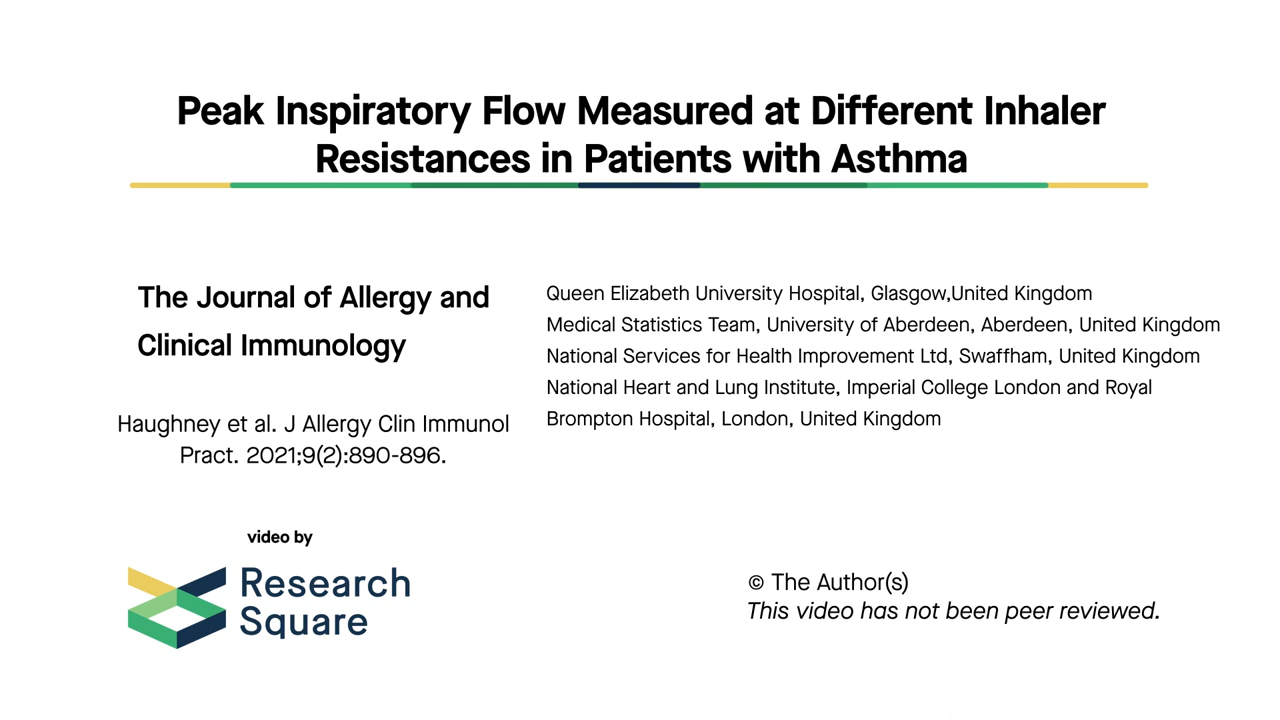 Peak Inspiratory Flow Measured at Different Inhaler
Resistances in Patients with Asthma
The Journal of Allergy and
Clinical Immunology
Haughney et al. J Allergy Clin Immunol
Pract. 2021;9(2):890-896.
Queen Elizabeth University Hospital, Glasgow,United Kingdom
Medical Statistics Team, University of Aberdeen, Aberdeen, United Kingdom
National Services for Health Improvement Ltd, Swaffham, United Kingdom
National Heart and Lung Institute, Imperial College London and Royal
Brompton Hospital, London, United Kingdom
video by
Research
Square
© The Author(s)
This video has not been peer reviewed.